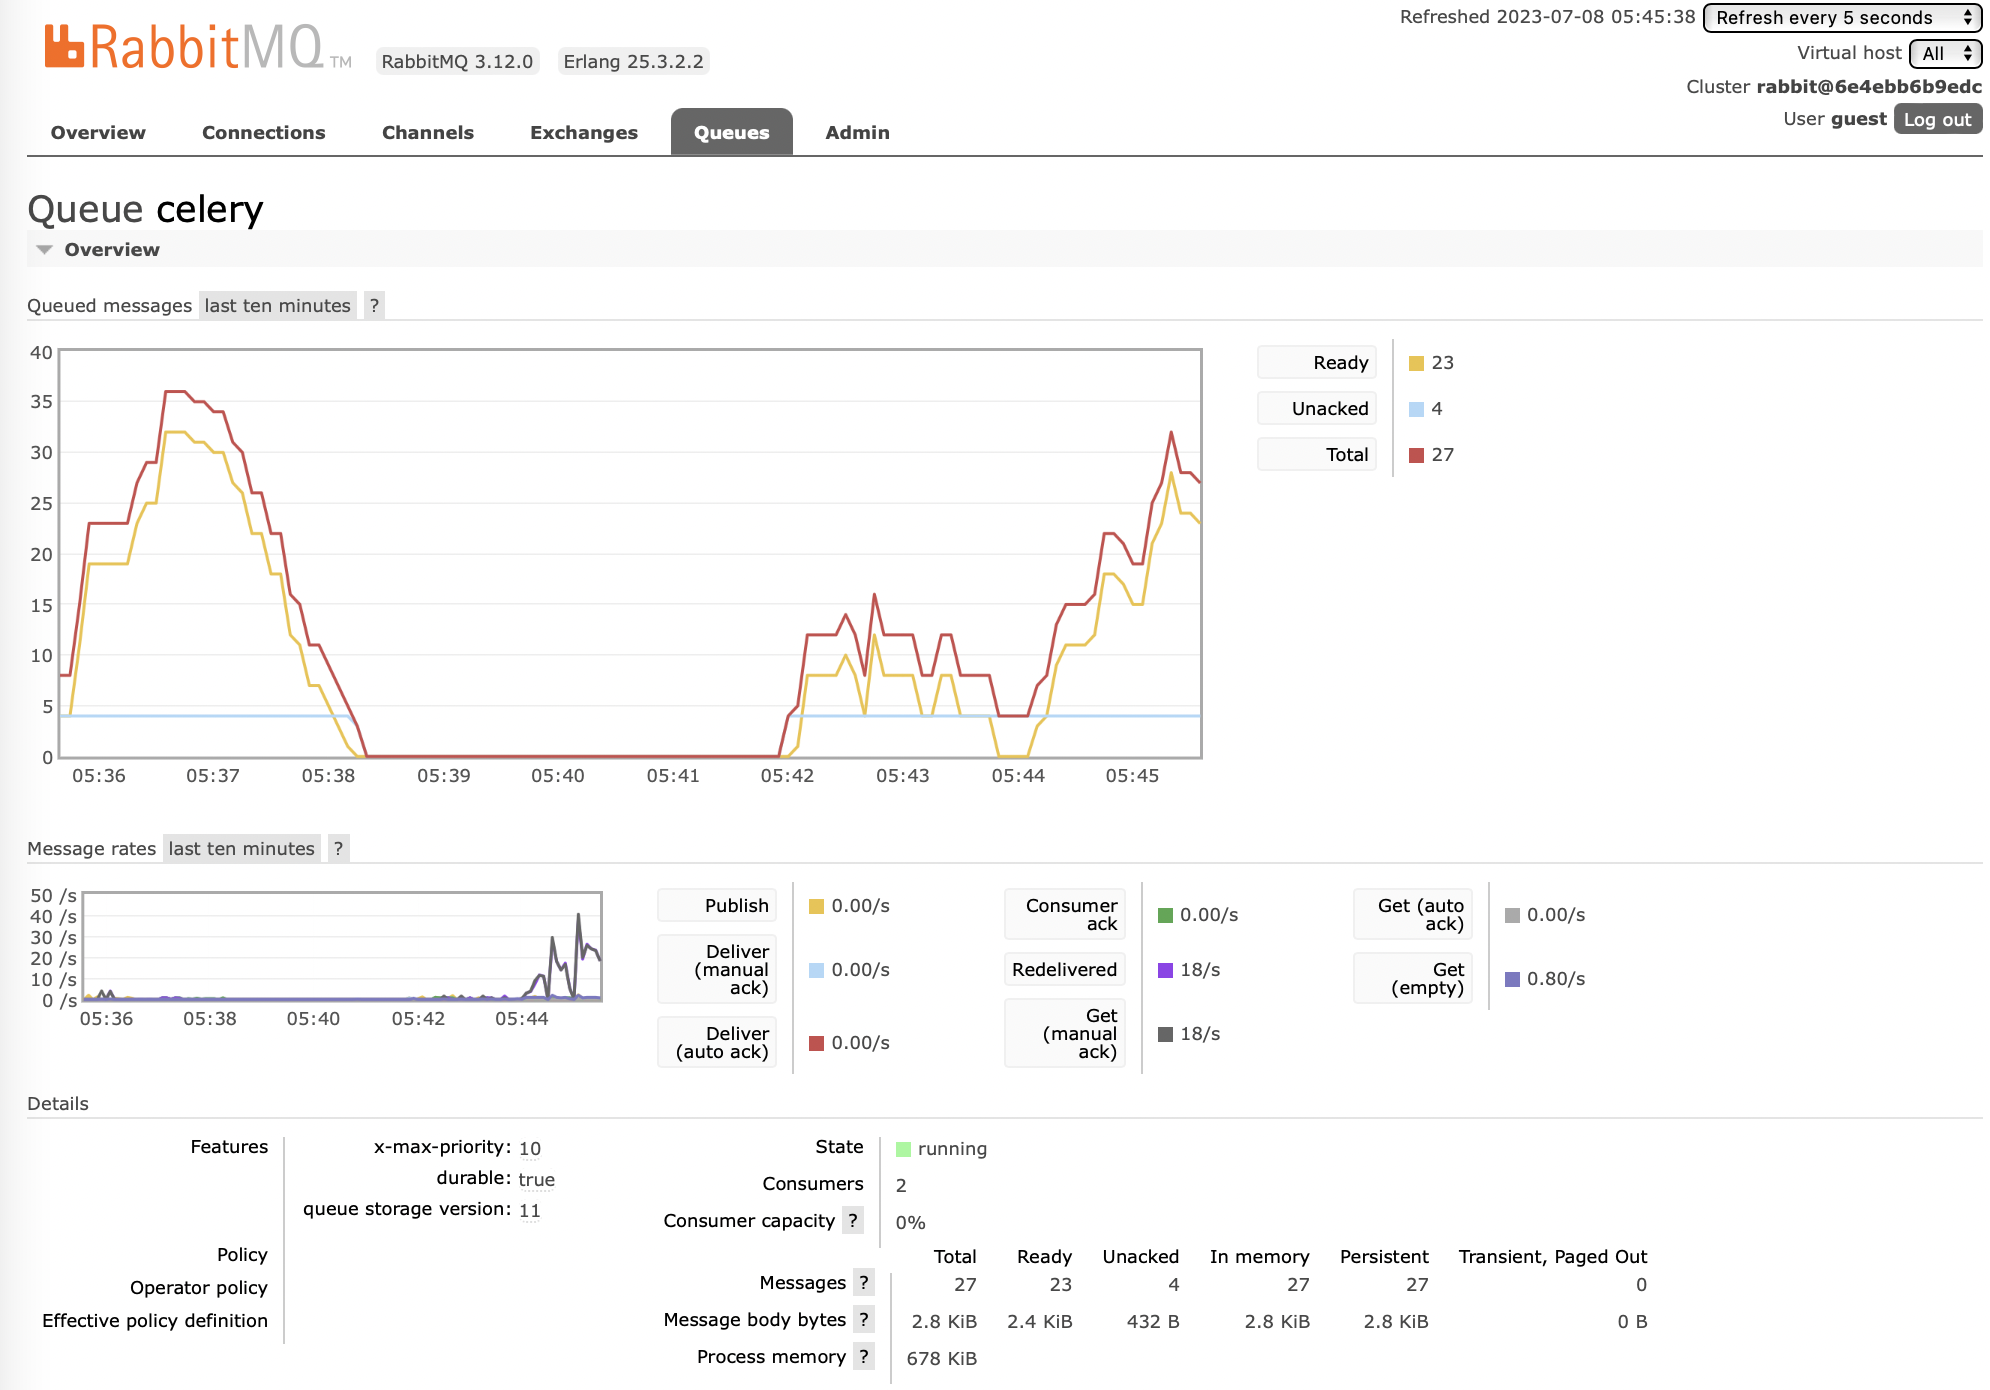 Refreshed 2023-07-08 05:45:38 Refresh every 5 seconds
RabbitMQ TM RabbitMQ 3.12.0 Erlang 25.3.2.2
Virtual host All
Cluster rabbit@6e4ebb6b9edc
User guest Log out
Overview Connections Channels Exchanges Queues Admin
Queue celery
Overview
Queued messages last ten minutes ?
40
35
30
25
20
15
10
5
0
05:36 05:37 05:38 05:39 05:40 05:41 05:42 05:43 05:44 05:45
Ready 23
Unacked 4
Total 27
Message rates last ten minutes ?
50 /s
40 /s
30 /s
20 /s
10 /s
0 /s
05:36 05:38 05:40 05:42 05:44
Publish 0.00/s
Deliver
(manual 0.00/s
ack)
Deliver
(auto ack) 0.00/s
Consumer
ack 0.00/s
Redelivered 18/s
Get
(manual 18/s
ack)
Get (auto
ack) 0.00/s
Get
(empty) 0.80/s
Details
Features
x-max-priority: 10
durable: true
queue storage version: 11
Policy
Operator policy
Effective policy definition
State running
Consumers 2
Consumer capacity ? 0%
Total Ready Unacked In memory Persistent Transient, Paged Out
Messages ? 27 23 4 27 27 0
Message body bytes ? 2.8 KiB 2.4 KiB 432 B 2.8 KiB 2.8 KiB 0 B
Process memory ? 678 KiB